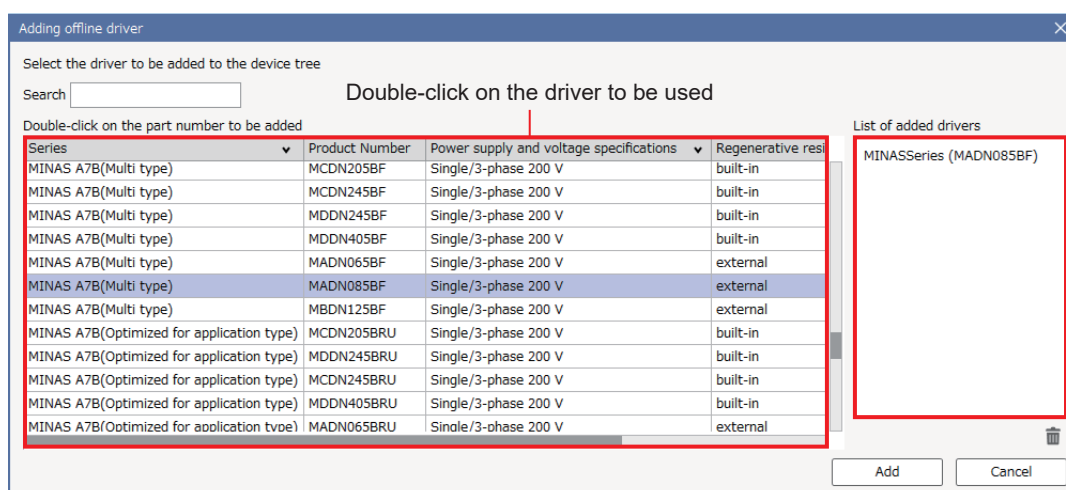 Adding offline driver
Select the driver to be added to the device tree
Search
Double-click on the driver to be used
Double-click on the part number to be added
List of added drivers
Series Product Number Power supply and voltage specifications Regenerative resi
MINAS A7B(Multi type) MCDN205BF Single/3-phase 200 V built-in
MINAS A7B(Multi type) MCDN245BF Single/3-phase 200 V built-in
MINAS A7B(Multi type) MDDN245BF Single/3-phase 200 V built-in
MINAS A7B(Multi type) MDDN405BF Single/3-phase 200 V built-in
MINAS A7B(Multi type) MADN065BF Single/3-phase 200 V external
MINAS A7B(Multi type) MADN085BF Single/3-phase 200 V external
MINAS A7B(Multi type) MBDN125BF Single/3-phase 200 V external
MINAS A7B(Optimized for application type) MCDN205BRU Single/3-phase 200 V built-in
MINAS A7B(Optimized for application type) MDDN245BRU Single/3-phase 200 V built-in
MINAS A7B(Optimized for application type) MCDN245BRU Single/3-phase 200 V built-in
MINAS A7B(Optimized for application type) MDDN405BRU Single/3-phase 200 V built-in
MINAS A7B(Optimized for application type) MADN065BRU Single/3-phase 200 V external
MINASSeries (MADN085BF)
Add Cancel